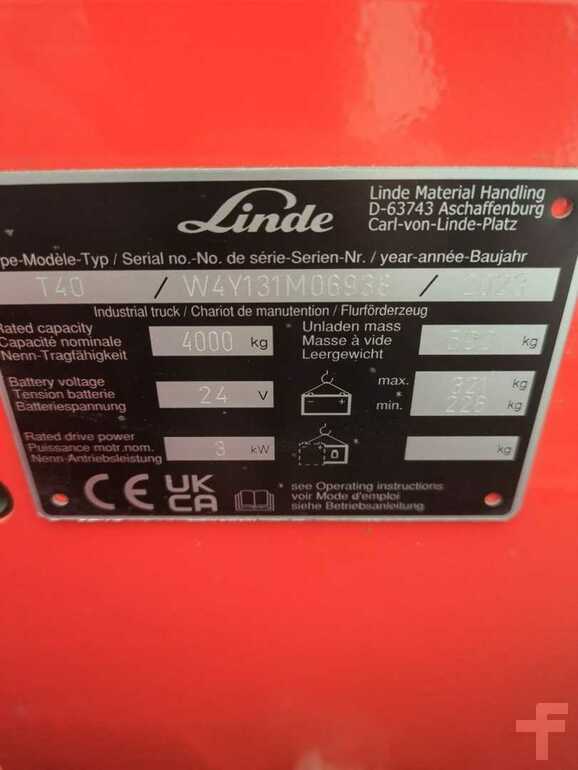 Linde
Linde Material Handling
D-63743 Aschaffenburg
Carl-von-Linde-Platz
pe-Modèle-Typ / Serial no.-No. de série-Serien-Nr. / year-année-Baujahr
T40 / W4Y131M06938 / 2023
Industrial truck / Chariot de manutention / Flurförderzeug
Rated capacity
Capacité nominale
Nenn-Tragfähigkeit
4000 kg
Unladen mass
Masse à vide
Leergewicht
kg
Battery voltage
Tension batterie
Batteriespannung
24 V
max. 321 kg
* min. 226 kg
Rated drive power
Puissance motr.nom.
Nenn-Antriebsleistung
3 kW
kg
CE UK
CA
* see Operating instructions
voir Mode d'emploi
siehe Betriebsanleitung